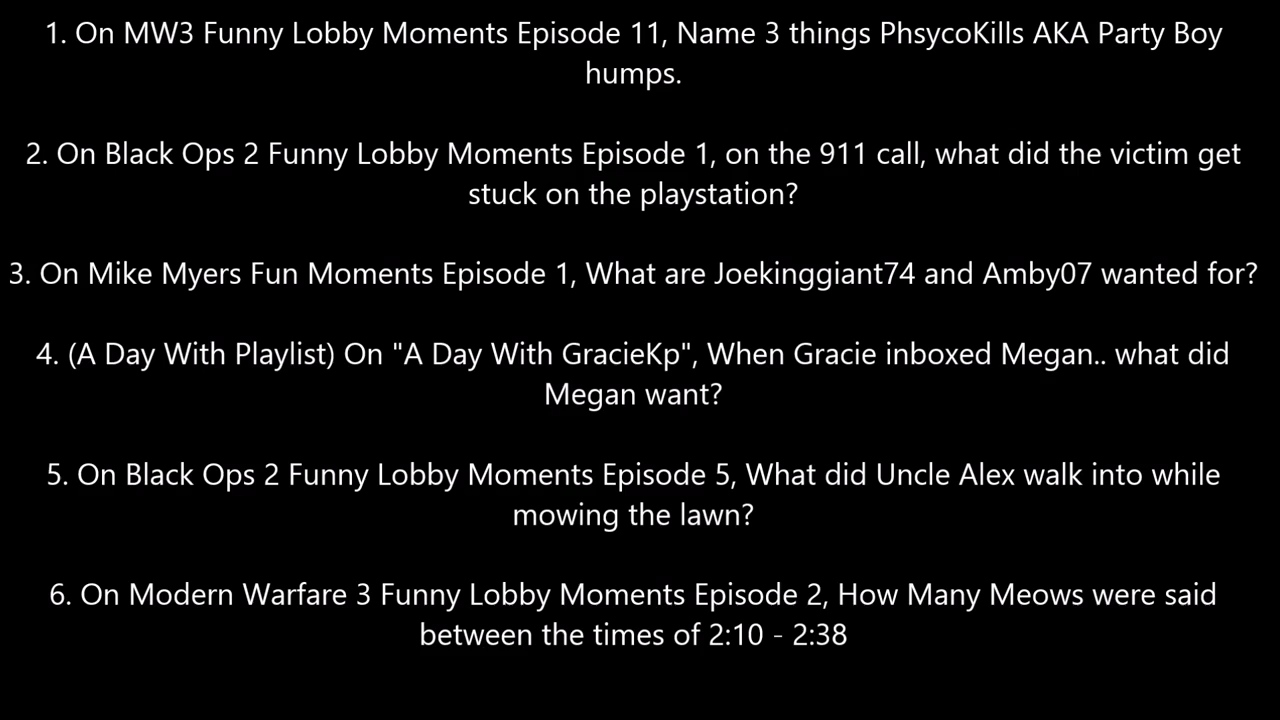 1. On MW3 Funny Lobby Moments Episode 11, Name 3 things PhsycoKills AKA Party Boy
humps.
2. On Black Ops 2 Funny Lobby Moments Episode 1, on the 911 call, what did the victim get
stuck on the playstation?
3. On Mike Myers Fun Moments Episode 1, What are Joekinggiant74 and Amby07 wanted for?
4. (A Day With Playlist) On "A Day With GracieKp", When Gracie inboxed Megan.. what did
Megan want?
5. On Black Ops 2 Funny Lobby Moments Episode 5, What did Uncle Alex walk into while
mowing the lawn?
6. On Modern Warfare 3 Funny Lobby Moments Episode 2, How Many Meows were said
between the times of 2:10 - 2:38